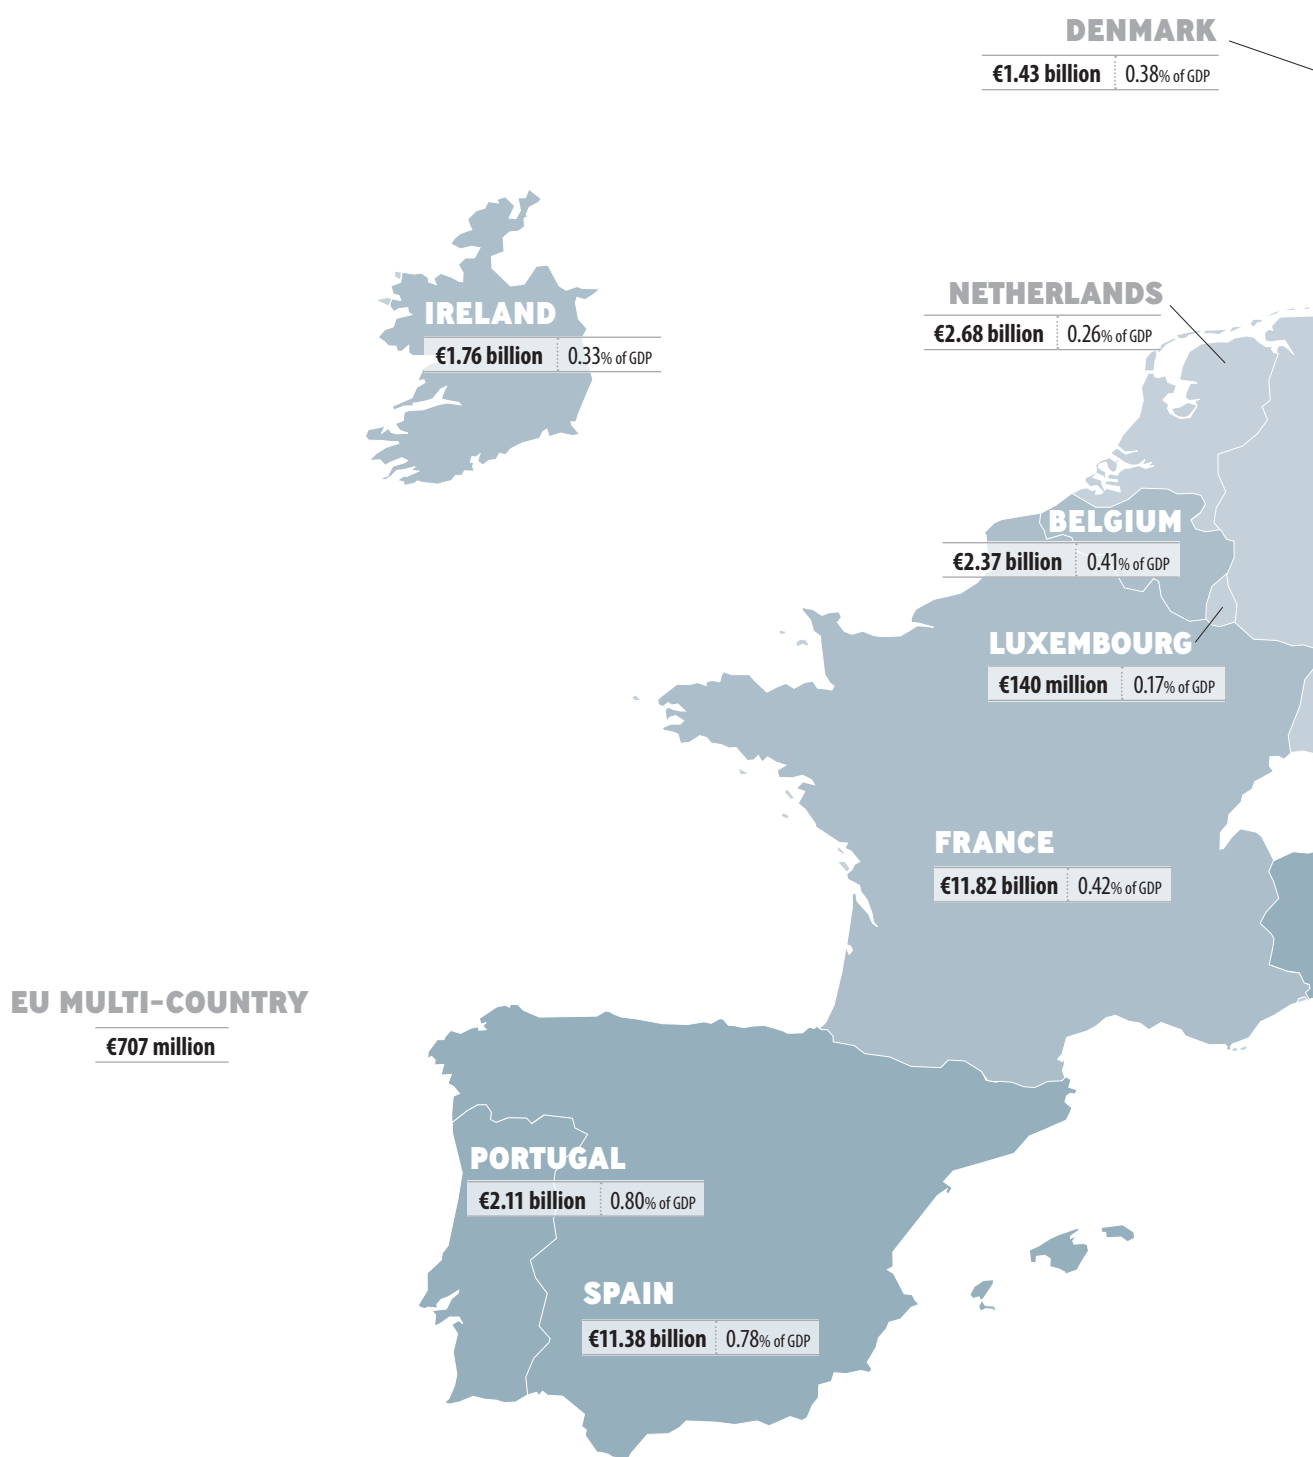 DENMARK
€1.43 billion 0.38% of GDP
IRELAND
€1.76 billion 0.33% of GDP
NETHERLANDS
€2.68 billion 0.26% of GDP
BELGIUM
€2.37 billion 0.41% of GDP
LUXEMBOURG
€140 million 0.17% of GDP
FRANCE
€11.82 billion 0.42% of GDP
EU MULTI-COUNTRY
€707 million
PORTUGAL
€2.11 billion 0.80% of GDP
SPAIN
€11.38 billion 0.78% of GDP